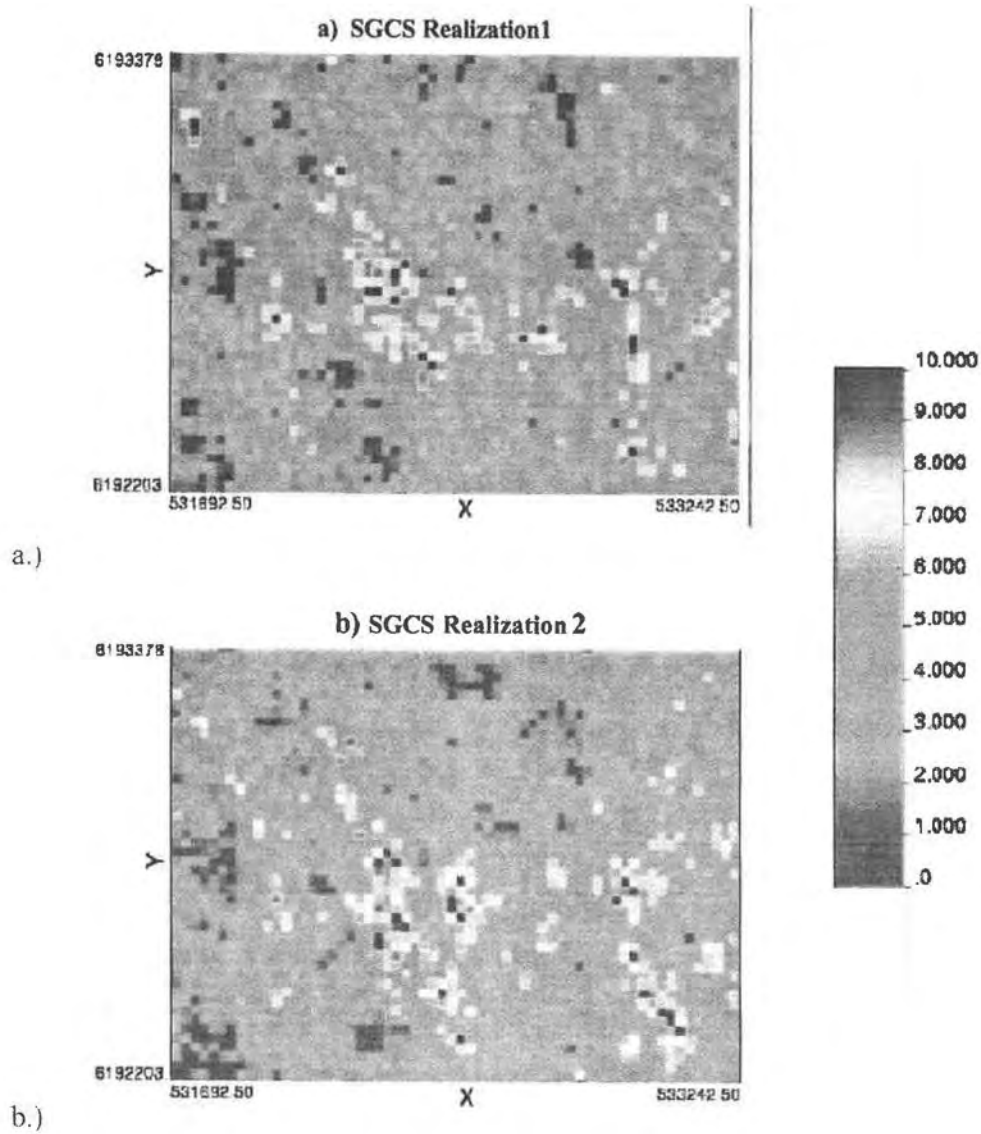 a) SGCS Realization1
6193378
Y
6192203
531692 50
X
533242 50
a.)
b) SGCS Realization 2
6193378
Y
6192203
531692 50
X
533242 50
b.)
10.000
9.000
8.000
7.000
6.000
5.000
4.000
3.000
2.000
1.000
.0